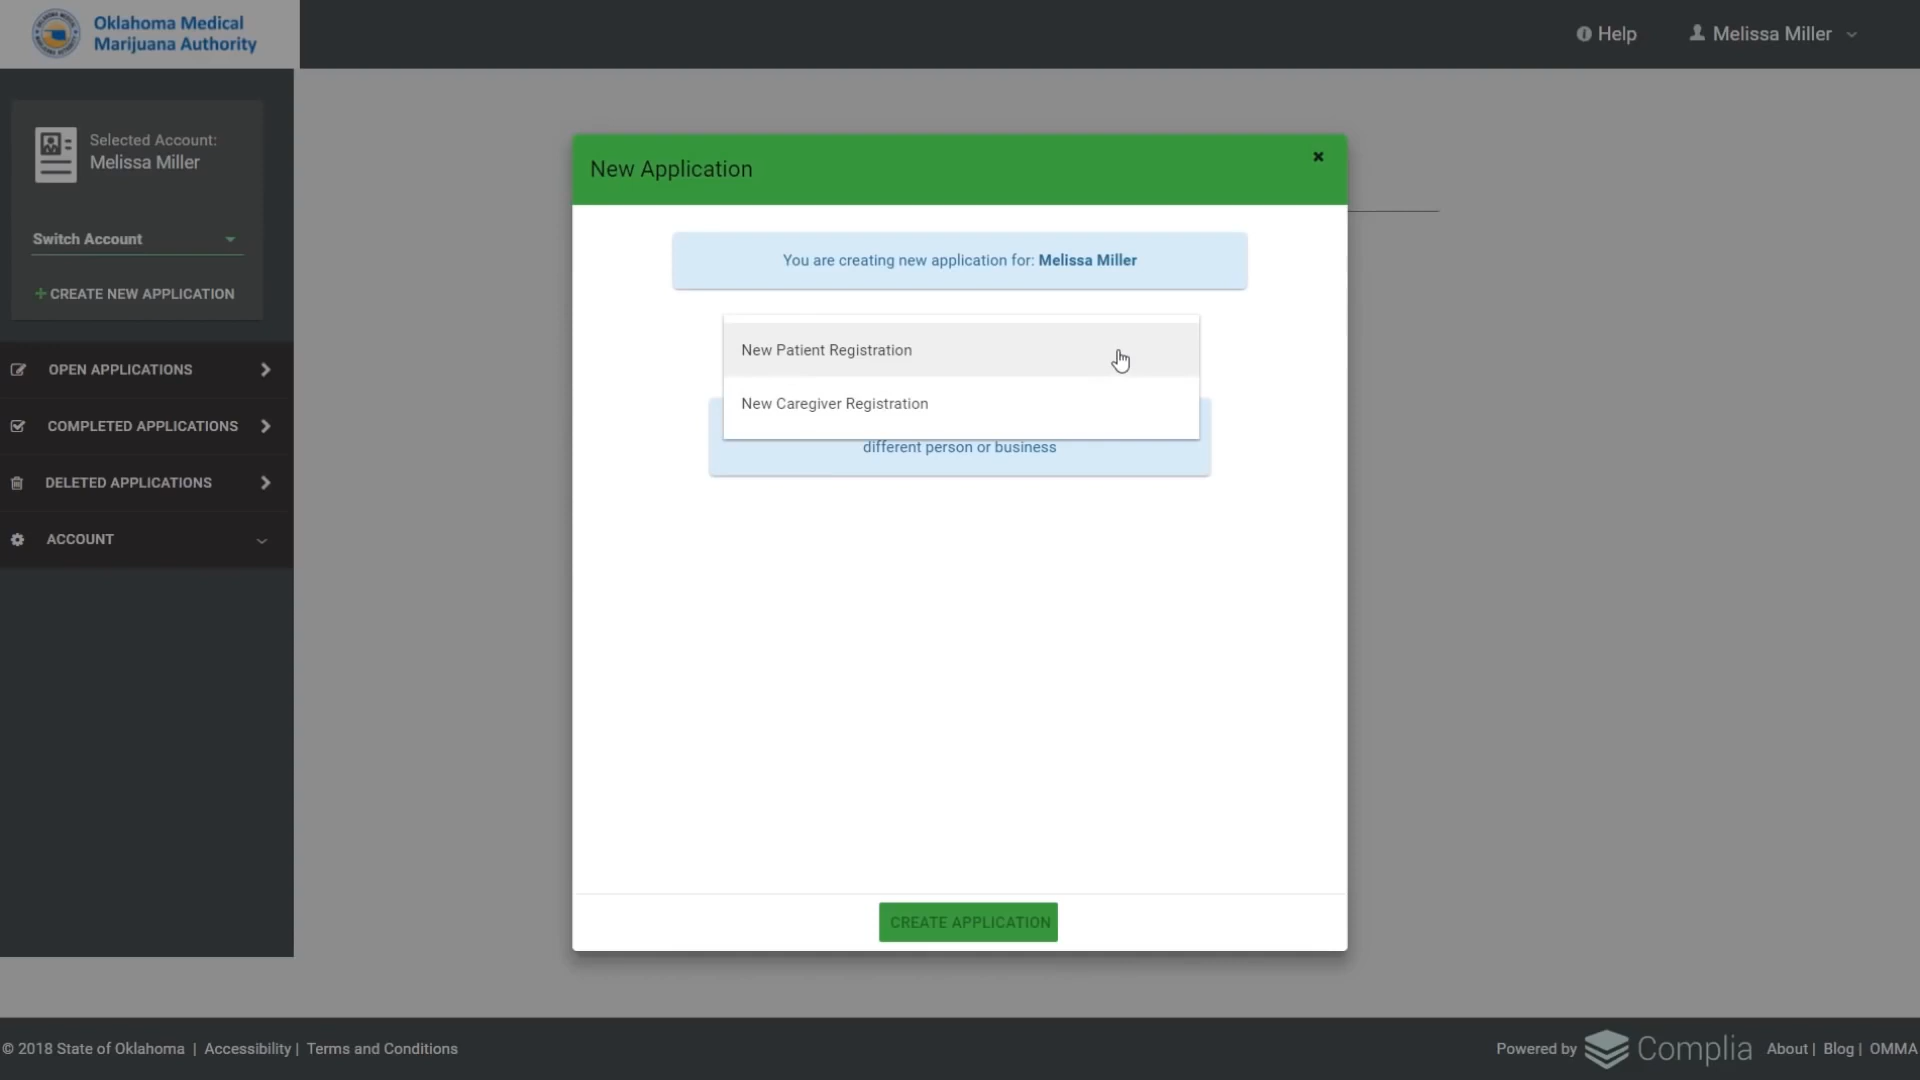 Oklahoma Medical
Marijuana Authority
Help
Melissa Miller
Selected Account:
Melissa Miller
Switch Account
+ CREATE NEW APPLICATION
OPEN APPLICATIONS
COMPLETED APPLICATIONS
DELETED APPLICATIONS
ACCOUNT
New Application
You are creating new application for: Melissa Miller
New Patient Registration
New Caregiver Registration
different person or business
CREATE APPLICATION
© 2018 State of Oklahoma | Accessibility | Terms and Conditions
Powered by Complia About | Blog | OMMA